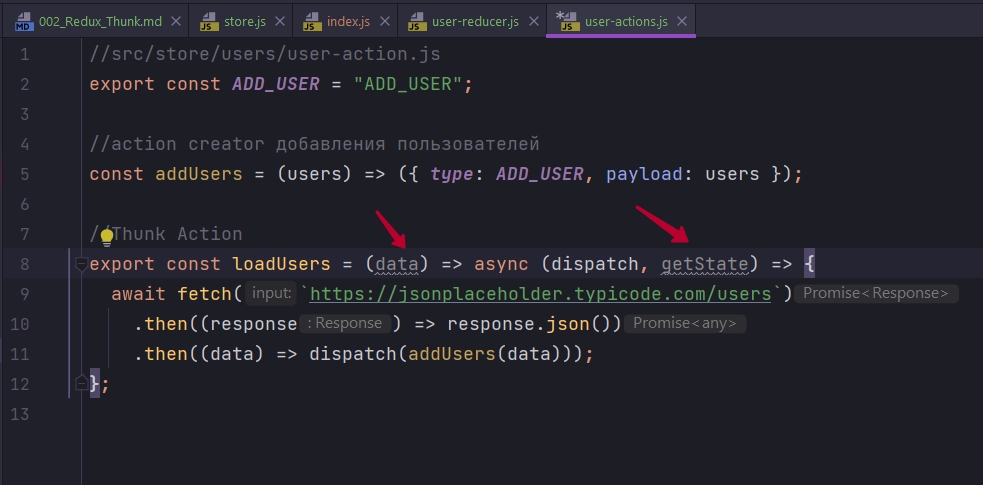 002_Redux_Thunk.md store.js index.js user-reducer.js *user-actions.js
1 //src/store/users/user-action.js
2 export const ADD_USER = "ADD_USER";
3
4 //action creator добавления пользователей
5 const addUsers = (users) => ({ type: ADD_USER, payload: users });
6
7 //Thunk Action
8 export const loadUsers = (data) => async (dispatch, getState) => {
9 await fetch( input: `https://jsonplaceholder.typicode.com/users`) Promise<Response>
10 .then((response : Response ) => response.json()) Promise<any>
11 .then((data) => dispatch(addUsers(data)));
12 };
13